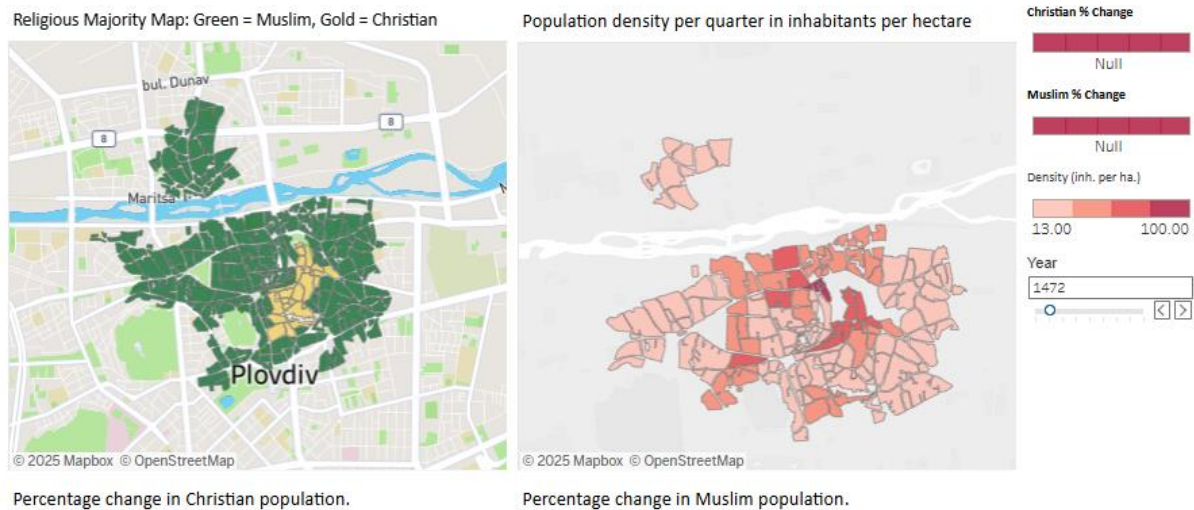 Religious Majority Map: Green = Muslim, Gold = Christian
bul. Dunav
8
8
Maritsa
Plovdiv
© 2025 Mapbox © OpenStreetMap
Population density per quarter in inhabitants per hectare
© 2025 Mapbox © OpenStreetMap
Christian % Change
Null
Muslim % Change
Null
Density (inh. per ha.)
13.00 100.00
Year
1472
< >
Percentage change in Christian population.
Percentage change in Muslim population.